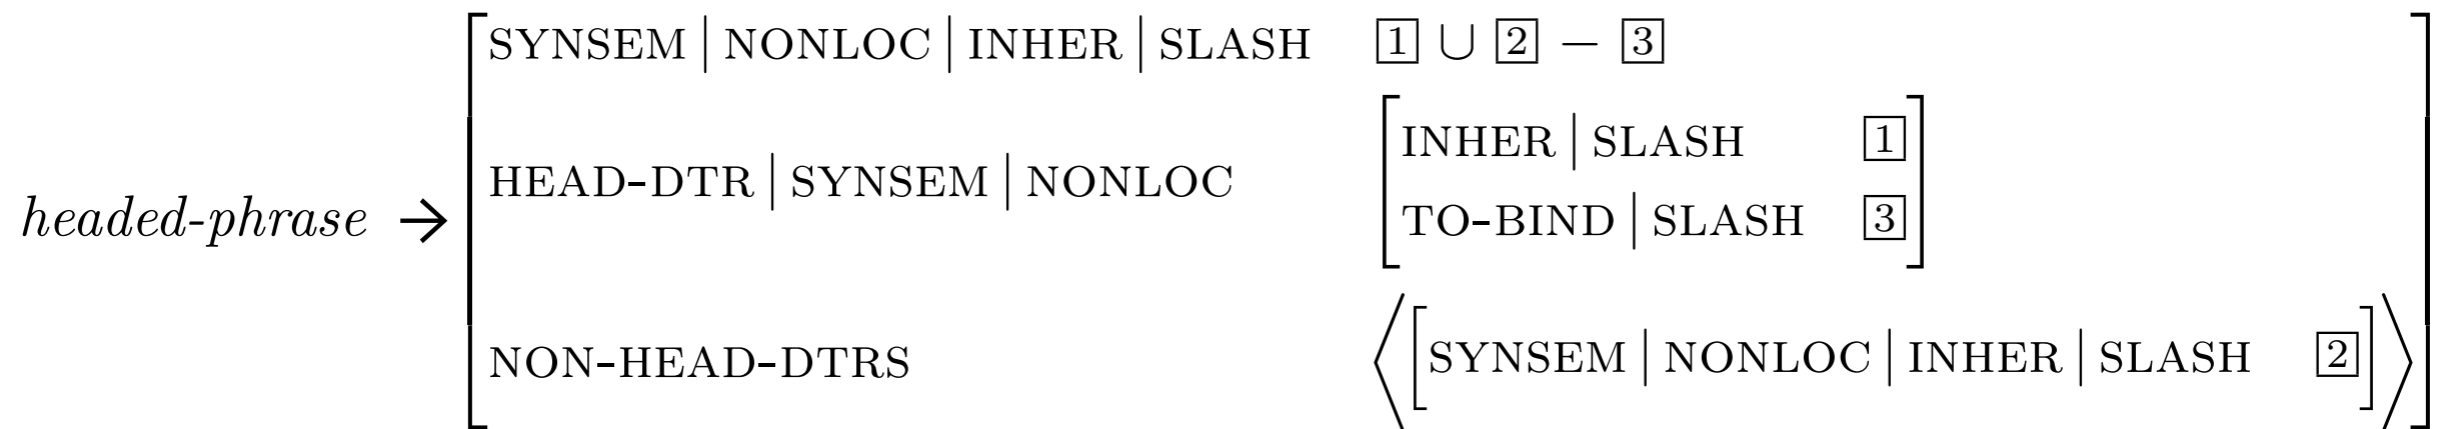 SYNSEM | NONLOC | INHER | SLASH 1 ∪ 2 − 3
INHER | SLASH 1
HEAD-DTR | SYNSEM | NONLOC
headed-phrase →
TO-BIND | SLASH 3
NON-HEAD-DTRS ⟨[SYNSEM | NONLOC | INHER | SLASH 2]⟩